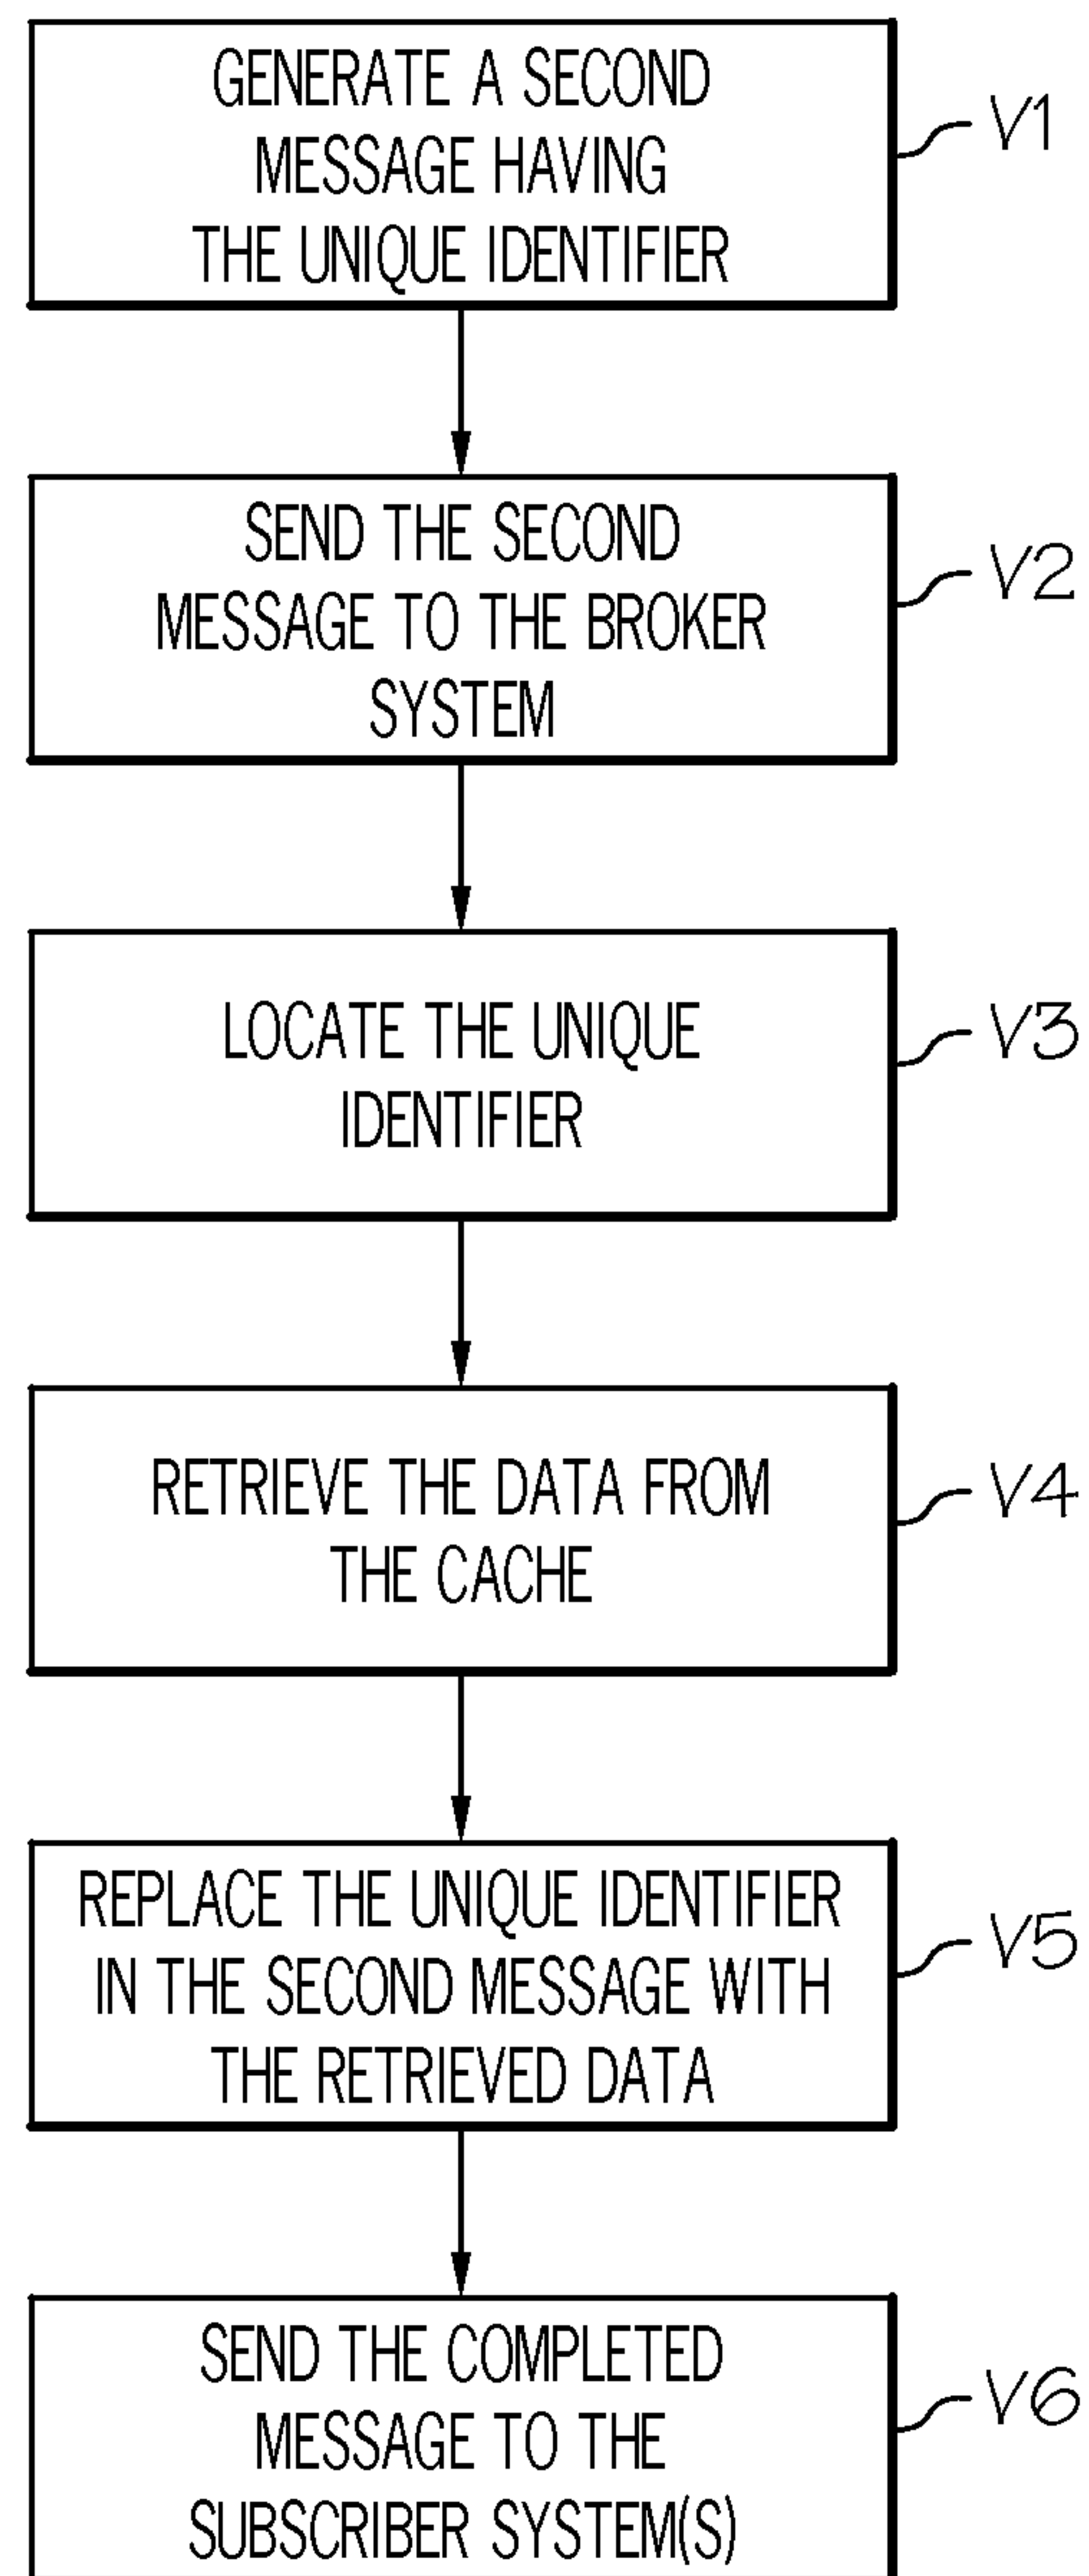 GENERATE A SECOND
MESSAGE HAVING
THE UNIQUE IDENTIFIER
V1
SEND THE SECOND
MESSAGE TO THE BROKER
SYSTEM
V2
LOCATE THE UNIQUE
IDENTIFIER
V3
RETRIEVE THE DATA FROM
THE CACHE
V4
REPLACE THE UNIQUE IDENTIFIER
IN THE SECOND MESSAGE WITH
THE RETRIEVED DATA
V5
SEND THE COMPLETED
MESSAGE TO THE
SUBSCRIBER SYSTEM(S)
V6